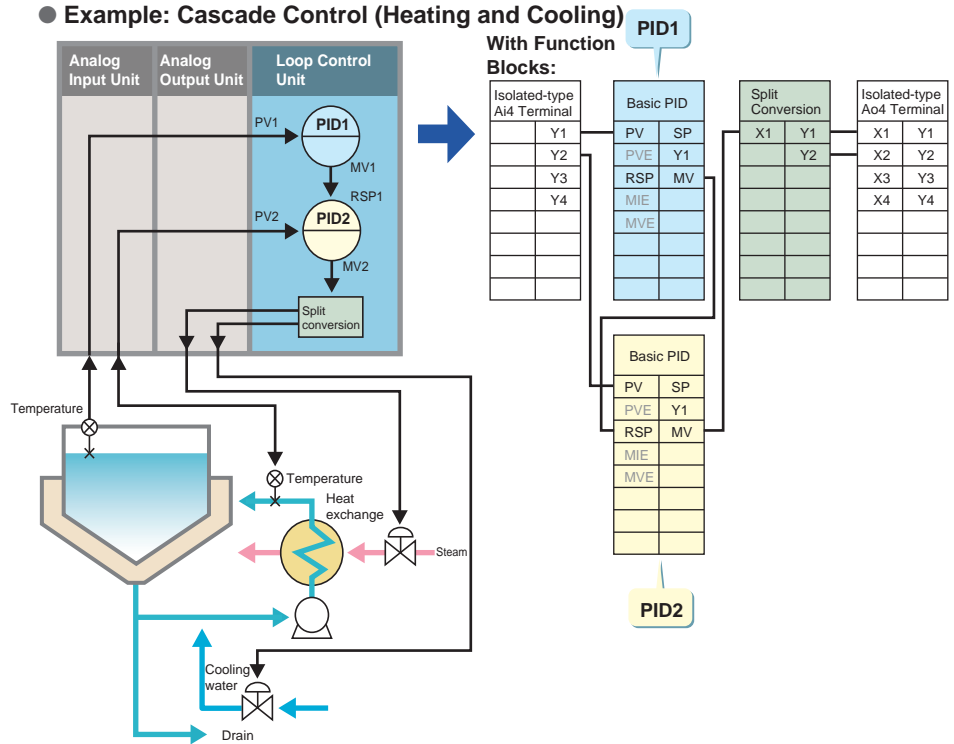 ● Example: Cascade Control (Heating and Cooling)
PID1
With Function
Blocks:
Analog
Input Unit
Analog
Output Unit
Loop Control
Unit
PV1
PID1
MV1
RSP1
PV2
PID2
MV2
Split
conversion
Temperature
Temperature
Heat
exchange
Steam
Cooling
water
Drain
Isolated-type
Ai4 Terminal
Y1
Y2
Y3
Y4
Basic PID
PV SP
PVE Y1
RSP MV
MIE
MVE
Split
Conversion
X1 Y1
Y2
Isolated-type
Ao4 Terminal
X1 Y1
X2 Y2
X3 Y3
X4 Y4
Basic PID
PV SP
PVE Y1
RSP MV
MIE
MVE
PID2